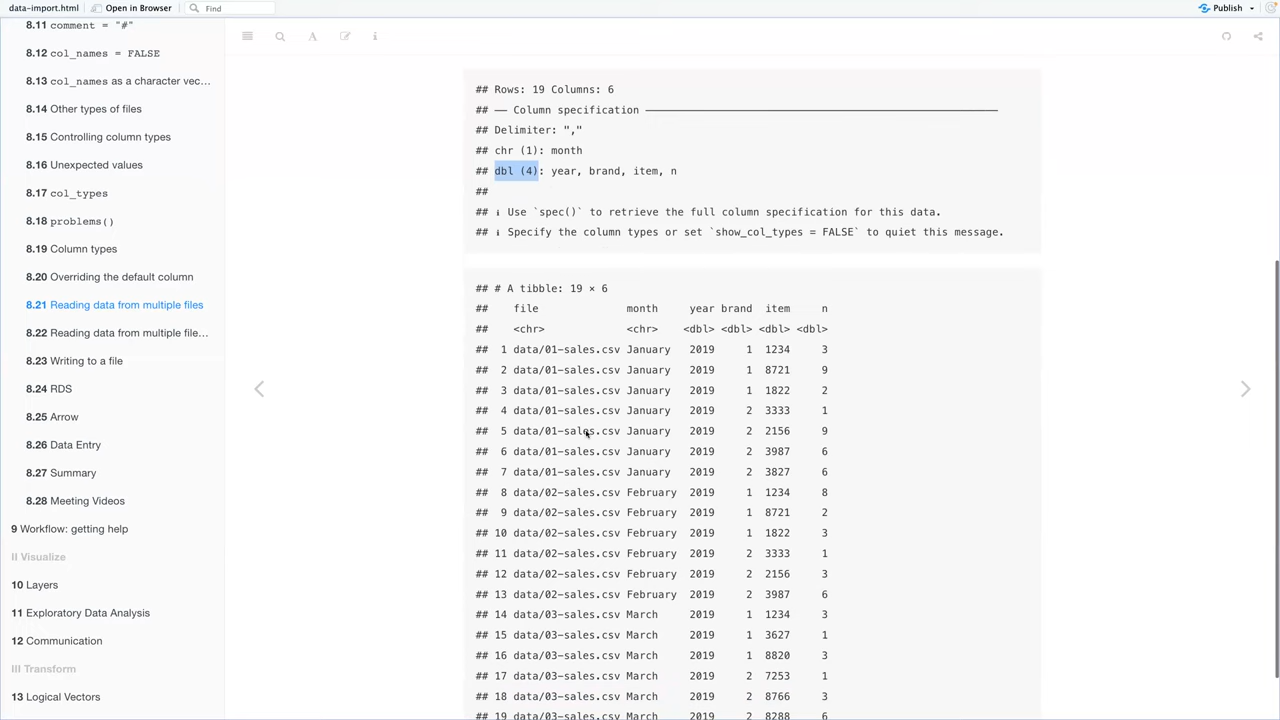 data-import.html
Open in Browser
Find
Publish
8.11 comment = "#"
8.12 col_names = FALSE
8.13 col_names as a character vec...
8.14 Other types of files
8.15 Controlling column types
8.16 Unexpected values
8.17 col_types
8.18 problems()
8.19 Column types
8.20 Overriding the default column
8.21 Reading data from multiple files
8.22 Reading data from multiple file...
8.23 Writing to a file
8.24 RDS
8.25 Arrow
8.26 Data Entry
8.27 Summary
8.28 Meeting Videos
9 Workflow: getting help
II Visualize
10 Layers
11 Exploratory Data Analysis
12 Communication
III Transform
13 Logical Vectors
## Rows: 19 Columns: 6
## ── Column specification ────────────────────────────────────────────────────────
## Delimiter: ","
## chr (1): month
## dbl (4): year, brand, item, n
##
## ℹ Use `spec()` to retrieve the full column specification for this data.
## ℹ Specify the column types or set `show_col_types = FALSE` to quiet this message.
## # A tibble: 19 × 6
## file month year brand item n
## <chr> <chr> <dbl> <dbl> <dbl> <dbl>
## 1 data/01-sales.csv January 2019 1 1234 3
## 2 data/01-sales.csv January 2019 1 8721 9
## 3 data/01-sales.csv January 2019 1 1822 2
## 4 data/01-sales.csv January 2019 2 3333 1
## 5 data/01-sales.csv January 2019 2 2156 9
## 6 data/01-sales.csv January 2019 2 3987 6
## 7 data/01-sales.csv January 2019 2 3827 6
## 8 data/02-sales.csv February 2019 1 1234 8
## 9 data/02-sales.csv February 2019 1 8721 2
## 10 data/02-sales.csv February 2019 1 1822 3
## 11 data/02-sales.csv February 2019 2 3333 1
## 12 data/02-sales.csv February 2019 2 2156 3
## 13 data/02-sales.csv February 2019 2 3987 6
## 14 data/03-sales.csv March 2019 1 1234 3
## 15 data/03-sales.csv March 2019 1 3627 1
## 16 data/03-sales.csv March 2019 1 8820 3
## 17 data/03-sales.csv March 2019 2 7253 1
## 18 data/03-sales.csv March 2019 2 8766 3
## 19 data/03-sales.csv March 2019 2 8288 6